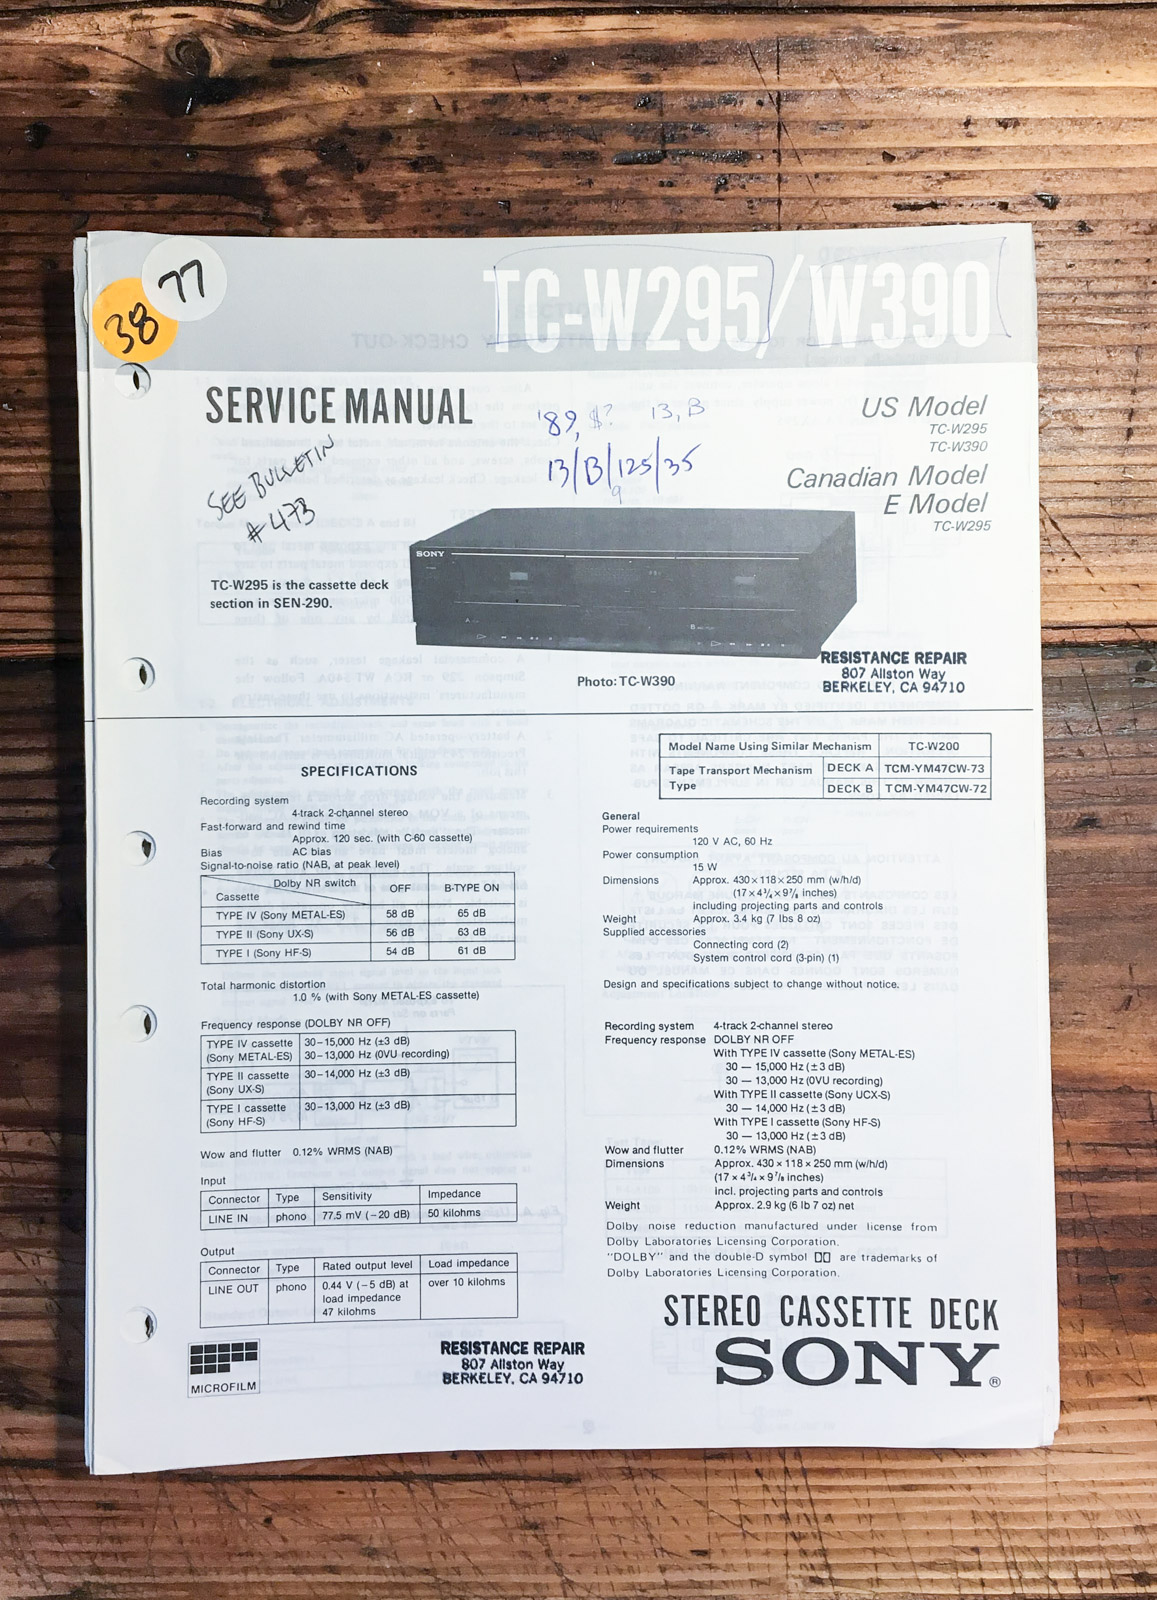 38
77
TC-W295/W390
SERVICE MANUAL
SEE BULLETIN
# 473
'89, $? 13, B
13/B/125/35
9
US Model
TC-W295
TC-W390
Canadian Model
E Model
TC-W295
TC-W295 is the cassette deck
section in SEN-290.
SONY
A
B
Photo: TC-W390
RESISTANCE REPAIR
807 Allston Way
BERKELEY, CA 94710
Model Name Using Similar Mechanism TC-W200
Tape Transport Mechanism Type DECK A TCM-YM47CW-73
DECK B TCM-YM47CW-72
SPECIFICATIONS
Recording system
4-track 2-channel stereo
Fast-forward and rewind time
Approx. 120 sec. (with C-60 cassette)
Bias AC bias
Signal-to-noise ratio (NAB, at peak level)
Dolby NR switch
Cassette OFF B-TYPE ON
TYPE IV (Sony METAL-ES) 58 dB 65 dB
TYPE II (Sony UX-S) 56 dB 63 dB
TYPE I (Sony HF-S) 54 dB 61 dB
Total harmonic distortion
1.0 % (with Sony METAL-ES cassette)
Frequency response (DOLBY NR OFF)
TYPE IV cassette 30–15,000 Hz (±3 dB)
(Sony METAL-ES) 30–13,000 Hz (0VU recording)
TYPE II cassette 30–14,000 Hz (±3 dB)
(Sony UX-S)
TYPE I cassette 30–13,000 Hz (±3 dB)
(Sony HF-S)
Wow and flutter 0.12% WRMS (NAB)
Input
Connector Type Sensitivity Impedance
LINE IN phono 77.5 mV (−20 dB) 50 kilohms
Output
Connector Type Rated output level Load impedance
LINE OUT phono 0.44 V (−5 dB) at over 10 kilohms
load impedance
47 kilohms
General
Power requirements
120 V AC, 60 Hz
Power consumption
15 W
Dimensions Approx. 430×118×250 mm (w/h/d)
(17×4¾×9⅞ inches)
including projecting parts and controls
Weight Approx. 3.4 kg (7 lbs 8 oz)
Supplied accessories
Connecting cord (2)
System control cord (3-pin) (1)
Design and specifications subject to change without notice.
Recording system 4-track 2-channel stereo
Frequency response DOLBY NR OFF
With TYPE IV cassette (Sony METAL-ES)
30 — 15,000 Hz (±3 dB)
30 — 13,000 Hz (0VU recording)
With TYPE II cassette (Sony UCX-S)
30 — 14,000 Hz (±3 dB)
With TYPE I cassette (Sony HF-S)
30 — 13,000 Hz (±3 dB)
Wow and flutter 0.12% WRMS (NAB)
Dimensions Approx. 430 × 118 × 250 mm (w/h/d)
(17 × 4¾ × 9⅞ inches)
incl. projecting parts and controls
Weight Approx. 2.9 kg (6 lb 7 oz) net
Dolby noise reduction manufactured under license from
Dolby Laboratories Licensing Corporation.
"DOLBY" and the double-D symbol are trademarks of
Dolby Laboratories Licensing Corporation.
STEREO CASSETTE DECK
SONY®
MICROFILM
RESISTANCE REPAIR
807 Allston Way
BERKELEY, CA 94710